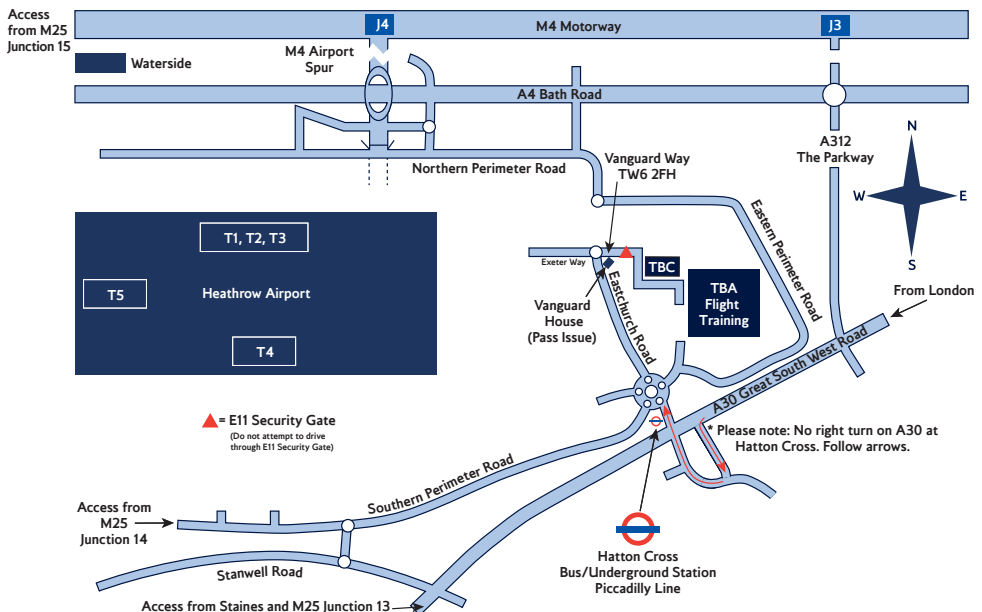 Access
from M25
Junction 15
J4
M4 Motorway
J3
Waterside
M4 Airport
Spur
A4 Bath Road
A312
The Parkway
N
W
E
S
Northern Perimeter Road
Vanguard Way
TW6 2FH
Eastern Perimeter Road
T1, T2, T3
T5
Heathrow Airport
T4
Exeter Way
TBC
TBA
Flight
Training
Vanguard
House
(Pass Issue)
Eastchurch Road
From London
A30 Great South West Road
= E11 Security Gate
(Do not attempt to drive
through E11 Security Gate)
* Please note: No right turn on A30 at
Hatton Cross. Follow arrows.
Southern Perimeter Road
Access from
M25
Junction 14
Stanwell Road
Hatton Cross
Bus/Underground Station
Piccadilly Line
Access from Staines and M25 Junction 13